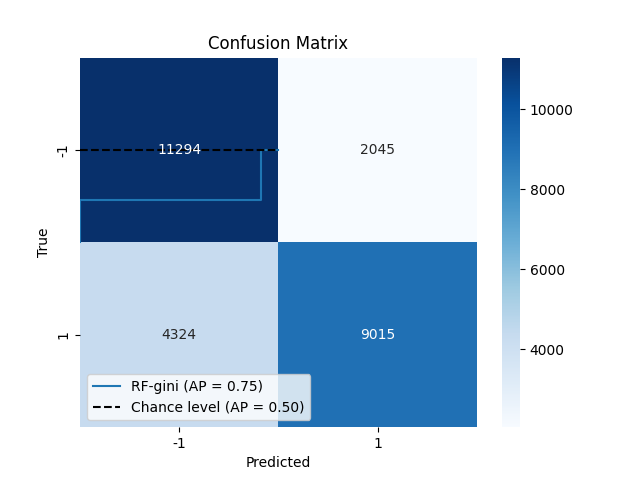 Confusion Matrix
-1
11294
2045
True
1
4324
9015
RF-gini (AP = 0.75)
Chance level (AP = 0.50)
-1
1
Predicted
10000
8000
6000
4000